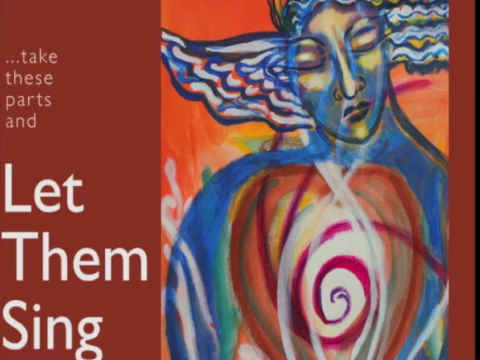 ...take
these
parts
and
Let
Them
Sing